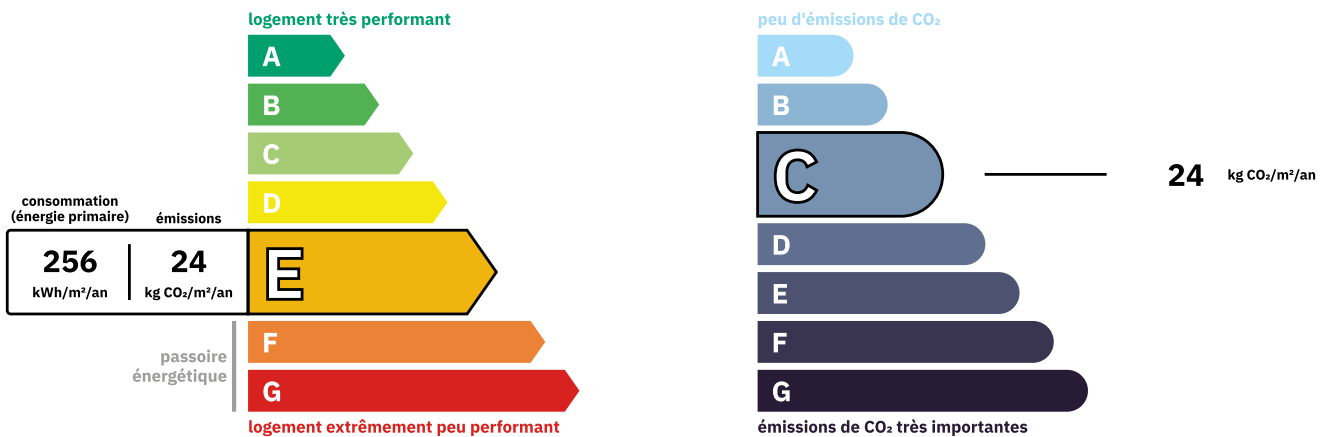 logement très performant
A
B
C
D
consommation
(énergie primaire)
émissions
256
kWh/m²/an
24
kg CO₂/m²/an
E
passoire
énergétique
F
G
logement extrêmement peu performant
peu d'émissions de CO₂
A
B
C
24 kg CO₂/m²/an
D
E
F
G
émissions de CO₂ très importantes